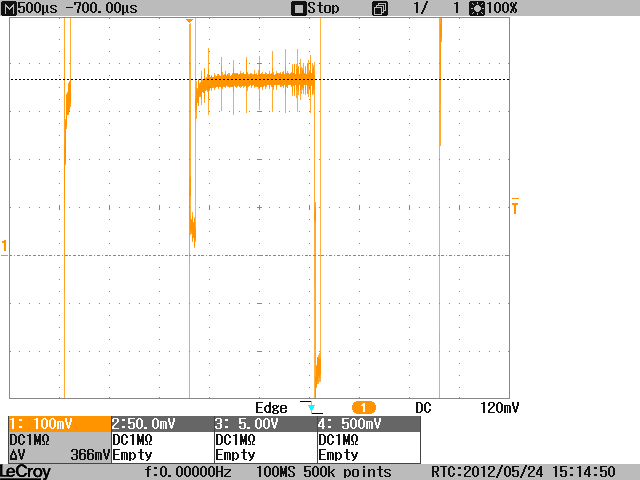 M 500µs -700.00µs Stop 1/ 1 100%
T
1
Edge 1 DC 120mV
1: 100mV 2:50.0mV 3: 5.00V 4: 500mV
DC1MΩ DC1MΩ DC1MΩ DC1MΩ
ΔV 366mV Empty Empty Empty
LeCroy f:0.00000Hz 100MS 500k points RTC:2012/05/24 15:14:50